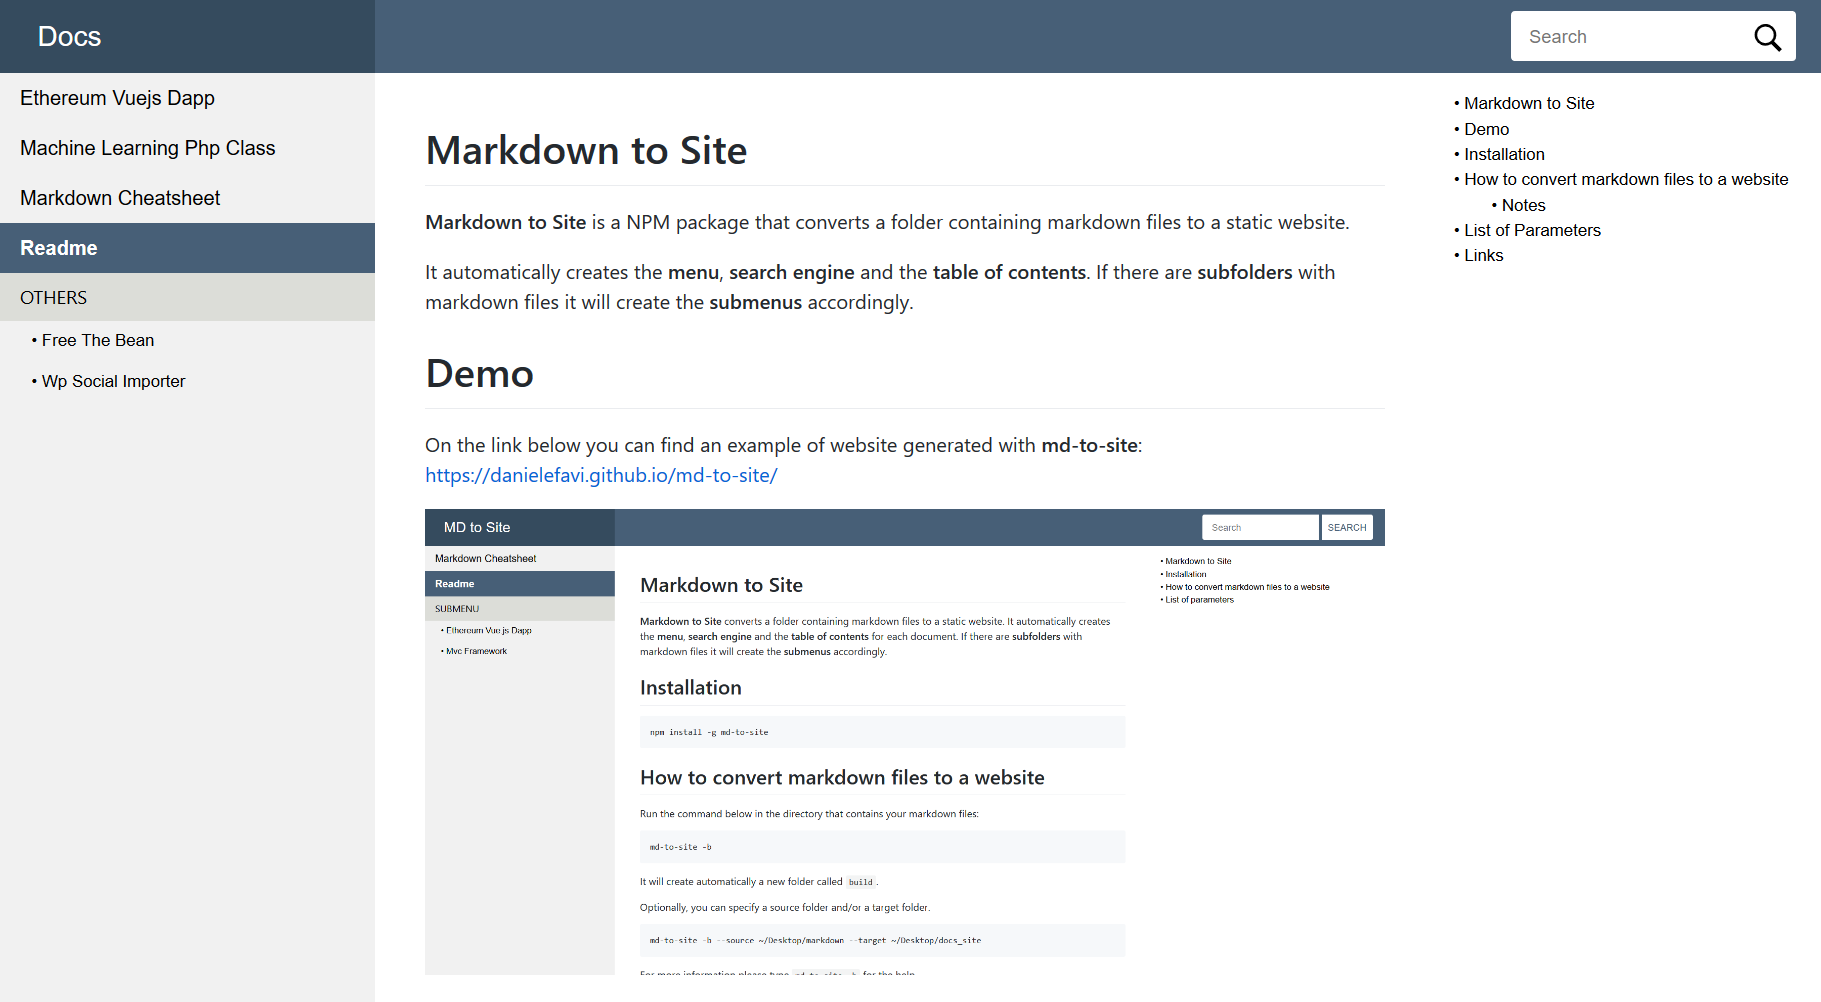 Docs
Search
Ethereum Vuejs Dapp
Machine Learning Php Class
Markdown Cheatsheet
Readme
OTHERS
• Free The Bean
• Wp Social Importer
Markdown to Site
Markdown to Site is a NPM package that converts a folder containing markdown files to a static website.
It automatically creates the menu, search engine and the table of contents. If there are subfolders with
markdown files it will create the submenus accordingly.
Demo
On the link below you can find an example of website generated with md-to-site:
https://danielefavi.github.io/md-to-site/
MD to Site
Search
SEARCH
Markdown Cheatsheet
Readme
SUBMENU
• Ethereum Vue js Dapp
• Mvc Framework
Markdown to Site
Markdown to Site converts a folder containing markdown files to a static website. It automatically creates
the menu, search engine and the table of contents for each document. If there are subfolders with
markdown files it will create the submenus accordingly.
Installation
npm install -g md-to-site
How to convert markdown files to a website
Run the command below in the directory that contains your markdown files:
md-to-site -b
It will create automatically a new folder called build.
Optionally, you can specify a source folder and/or a target folder.
md-to-site -b --source ~/Desktop/markdown --target ~/Desktop/docs_site
For more information please type md-to-site -h for the help
• Markdown to Site
• Installation
• How to convert markdown files to a website
• List of parameters
• Markdown to Site
• Demo
• Installation
• How to convert markdown files to a website
• Notes
• List of Parameters
• Links